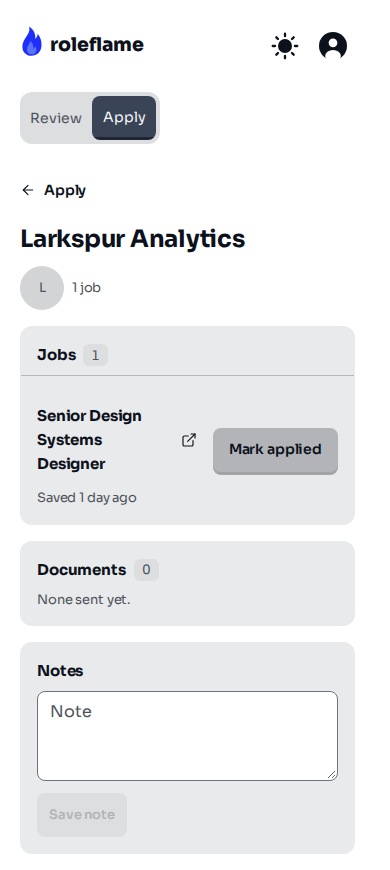 roleflame
Review
Apply
Apply
Larkspur Analytics
L
1 job
Jobs 1
Senior Design
Systems
Designer
Mark applied
Saved 1 day ago
Documents 0
None sent yet.
Notes
Note
Save note